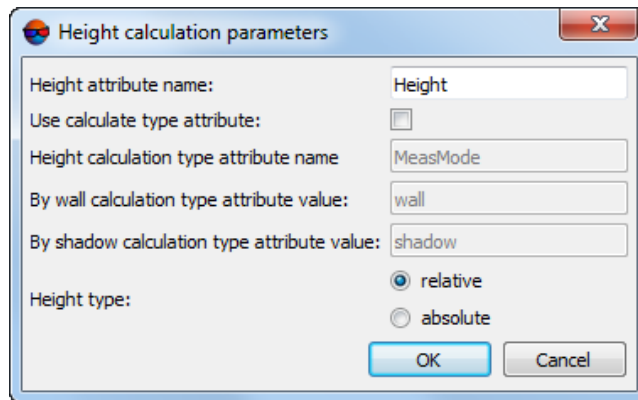 Height calculation parameters
Height attribute name: Height
Use calculate type attribute:
Height calculation type attribute name MeasMode
By wall calculation type attribute value: wall
By shadow calculation type attribute value: shadow
Height type:
relative
absolute
OK Cancel